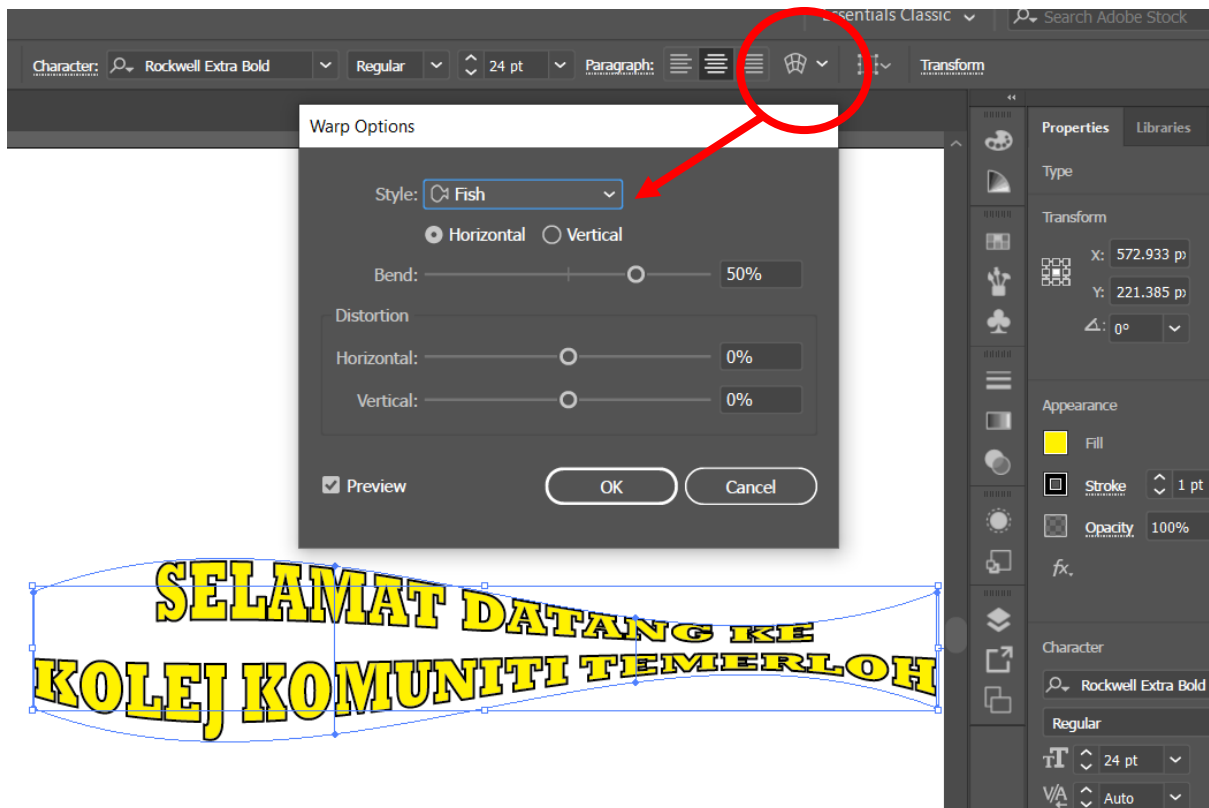 Essentials Classic
Search Adobe Stock
Character: Rockwell Extra Bold Regular 24 pt Paragraph: Transform
Warp Options
Style: Fish
Horizontal Vertical
Bend: 50%
Distortion
Horizontal: 0%
Vertical: 0%
Preview OK Cancel
SELAMAT DATANG KE
KOLEJ KOMUNITI TEMERLOH
Properties Libraries
Type
Transform
X: 572.933 px
Y: 221.385 px
0°
Appearance
Fill
Stroke 1 pt
Opacity 100%
fx.
Character
Rockwell Extra Bold
Regular
24 pt
Auto